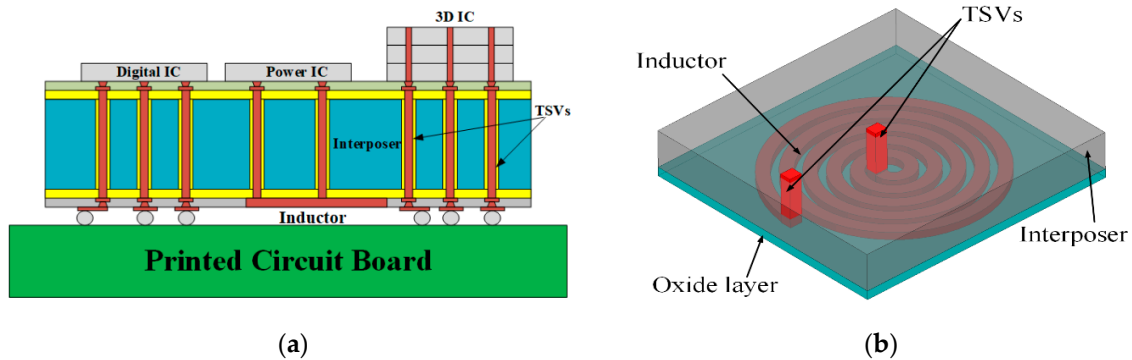 3D IC
Digital IC
Power IC
TSVs
Interposer
Inductor
Printed Circuit Board
(a)
TSVs
Inductor
Interposer
Oxide layer
(b)